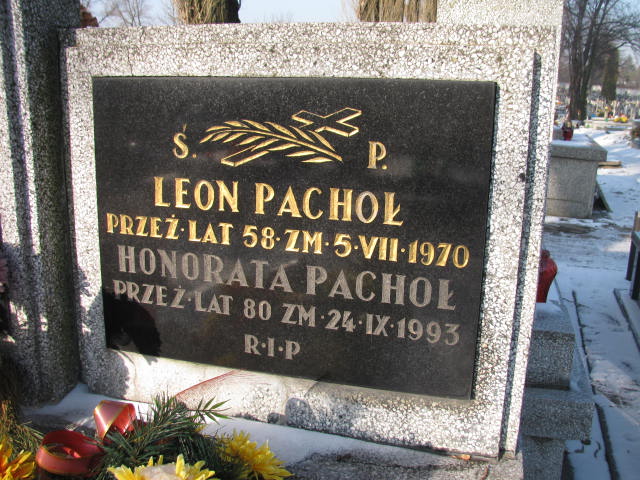 Ś. P.
LEON PACHOŁ
PRZEŻ·LAT 58·ZM·5·VII·1970
HONORATA PACHOŁ
PRZEŻ·LAT 80 ZM·24·IX·1993
R·I·P